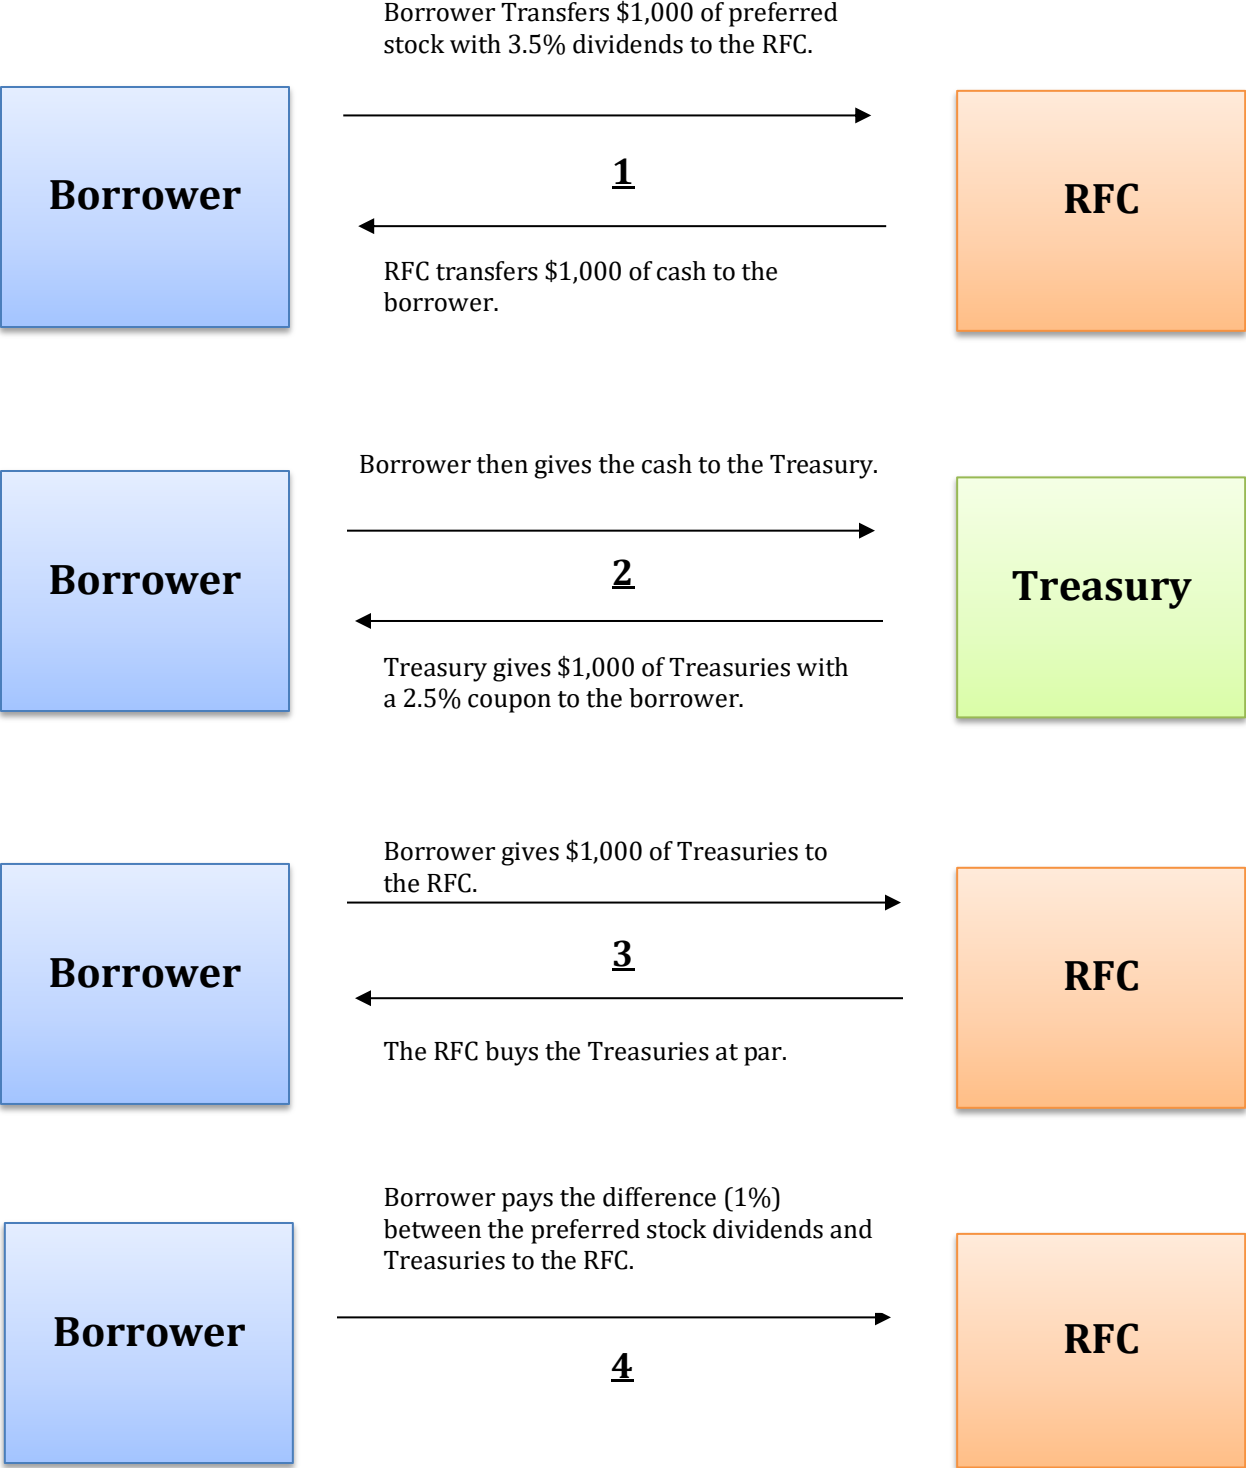 Borrower Transfers $1,000 of preferred
stock with 3.5% dividends to the RFC.
Borrower
1
RFC
RFC transfers $1,000 of cash to the
borrower.
Borrower then gives the cash to the Treasury.
Borrower
2
Treasury
Treasury gives $1,000 of Treasuries with
a 2.5% coupon to the borrower.
Borrower gives $1,000 of Treasuries to
the RFC.
Borrower
3
RFC
The RFC buys the Treasuries at par.
Borrower pays the difference (1%)
between the preferred stock dividends and
Treasuries to the RFC.
Borrower
4
RFC